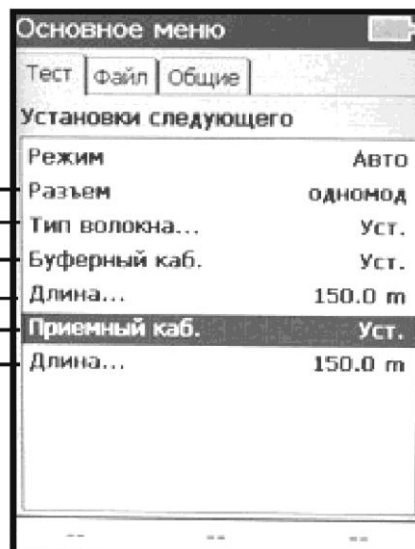 Основное меню
Тест Файл Общие
Установки следующего
Режим Авто
Разъем одномод
Тип волокна... Уст.
Буферный каб. Уст.
Длина... 150.0 m
Приемный каб. Уст.
Длина... 150.0 m
-- -- --